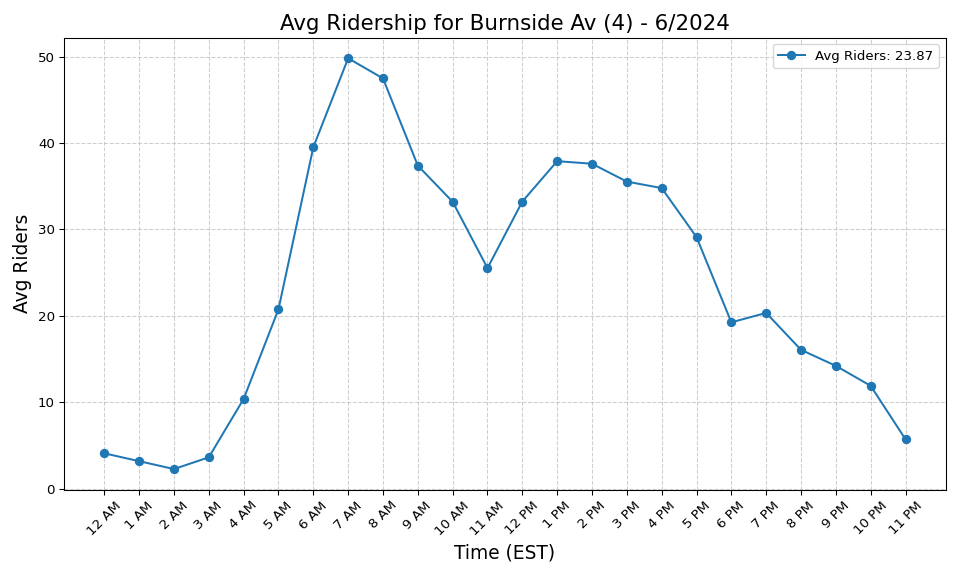 Avg Ridership for Burnside Av (4) - 6/2024
Avg Riders: 23.87
50
40
30
20
10
0
Avg Riders
12 AM 1 AM 2 AM 3 AM 4 AM 5 AM 6 AM 7 AM 8 AM 9 AM 10 AM 11 AM 12 PM 1 PM 2 PM 3 PM 4 PM 5 PM 6 PM 7 PM 8 PM 9 PM 10 PM 11 PM
Time (EST)